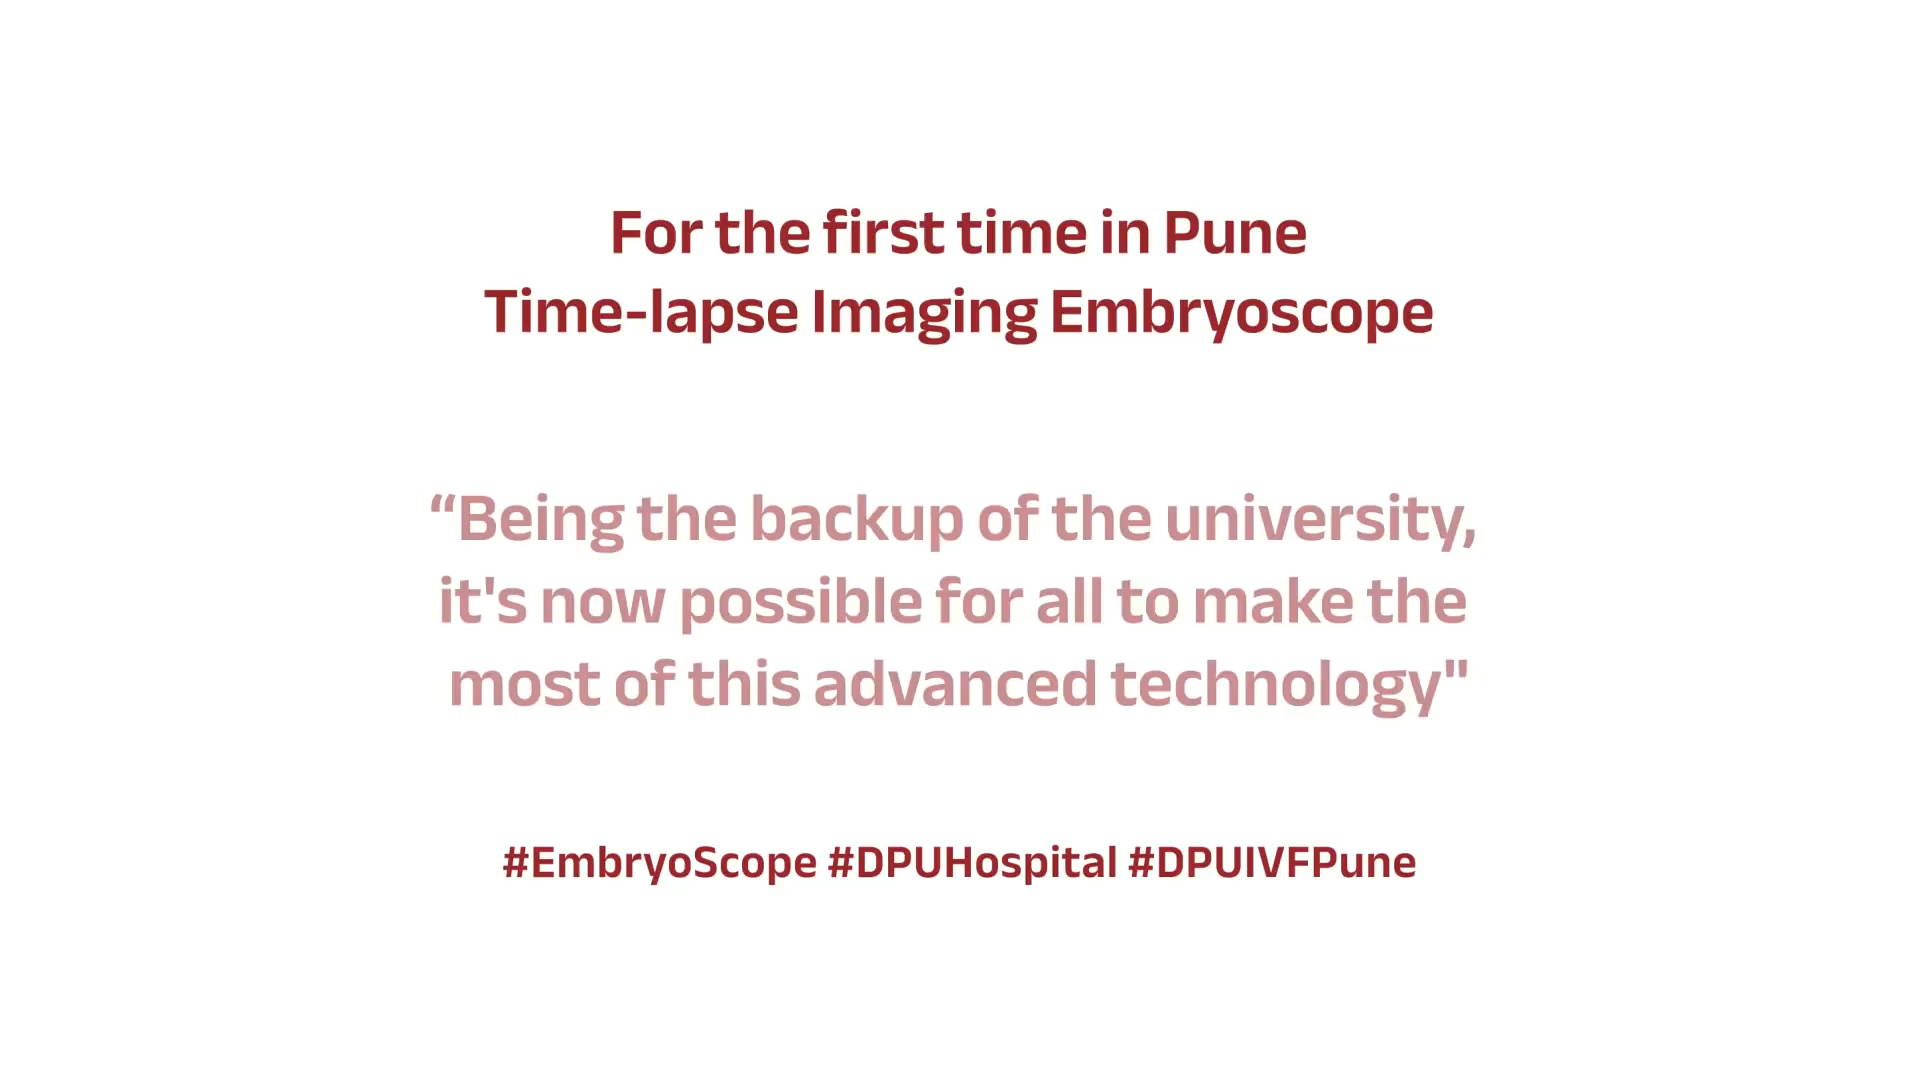 For the first time in Pune
Time-lapse Imaging Embryoscope
“Being the backup of the university,
it's now possible for all to make the
most of this advanced technology"
#EmbryoScope #DPUHospital #DPUIVFPune